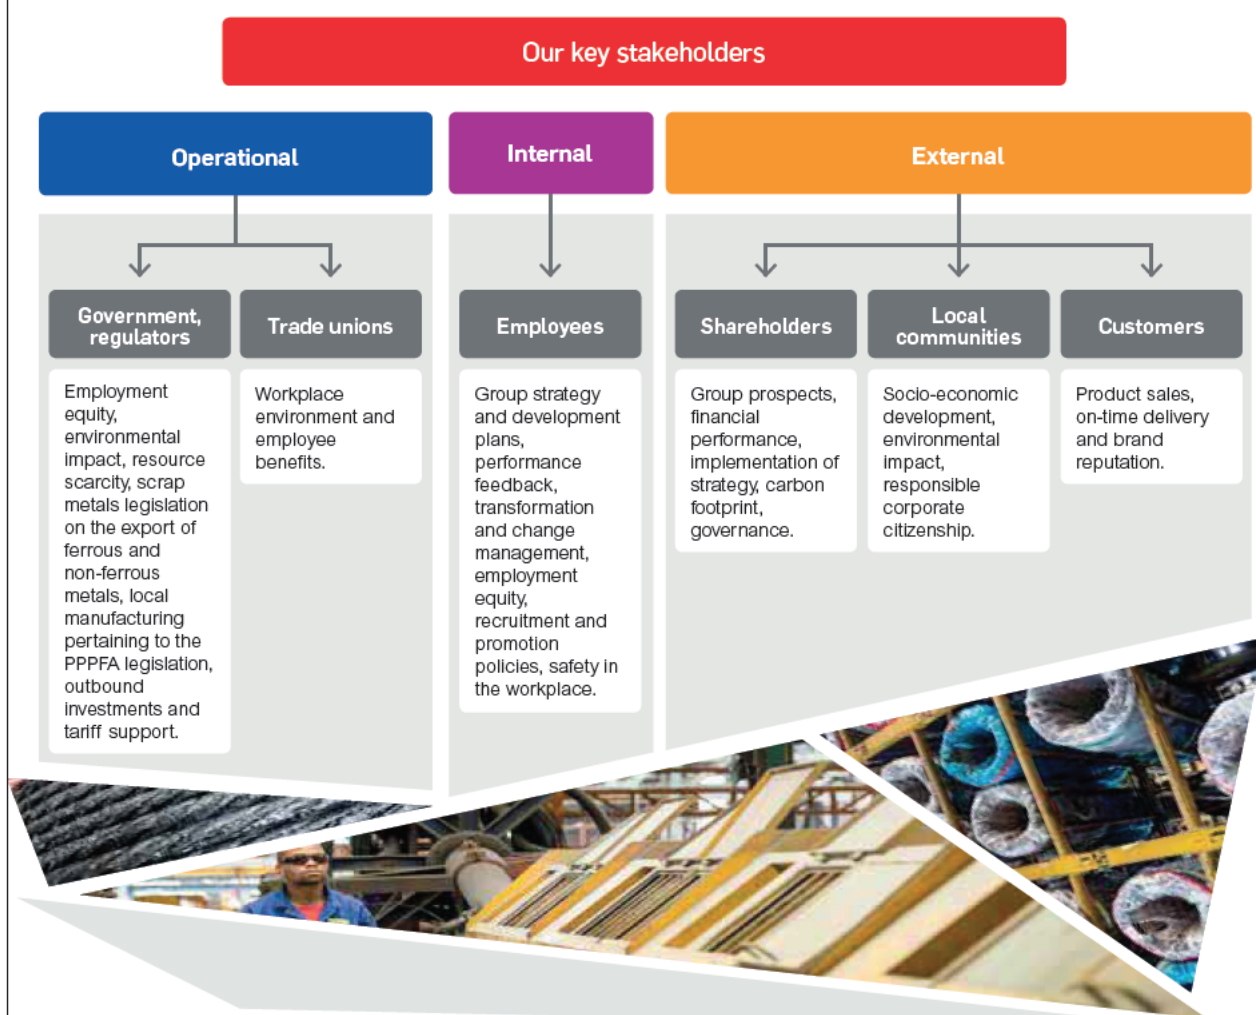 Our key stakeholders
Operational
Internal
External
Government,
regulators
Trade unions
Employees
Shareholders
Local
communities
Customers
Employment
equity,
environmental
impact, resource
scarcity, scrap
metals legislation
on the export of
ferrous and
non-ferrous
metals, local
manufacturing
pertaining to the
PPPFA legislation,
outbound
investments and
tariff support.
Workplace
environment and
employee
benefits.
Group strategy
and development
plans,
performance
feedback,
transformation
and change
management,
employment
equity,
recruitment and
promotion
policies, safety in
the workplace.
Group prospects,
financial
performance,
implementation of
strategy, carbon
footprint,
governance.
Socio-economic
development,
environmental
impact,
responsible
corporate
citizenship.
Product sales,
on-time delivery
and brand
reputation.